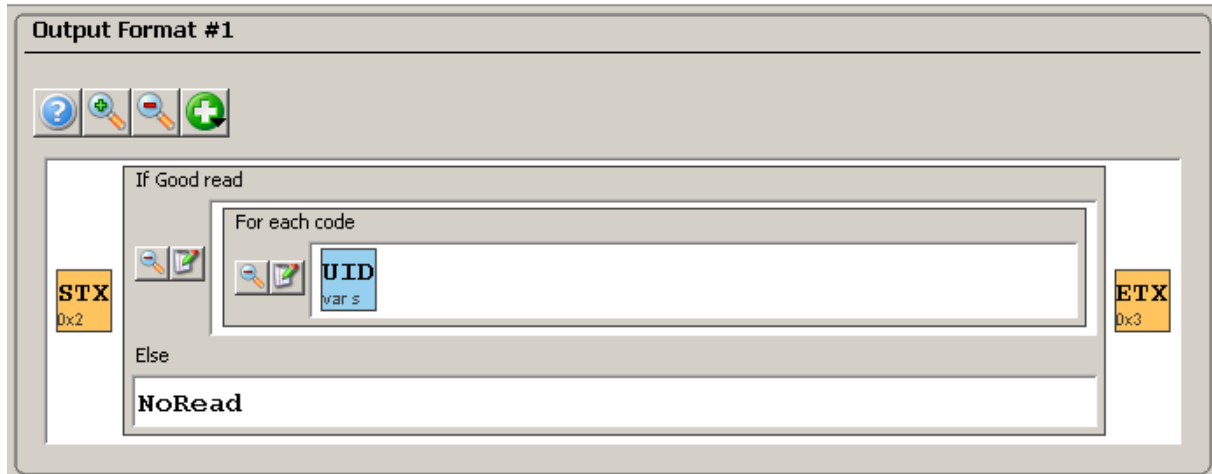 Output Format #1
If Good read
For each code
UID
var s
STX
0x2
ETX
0x3
Else
NoRead